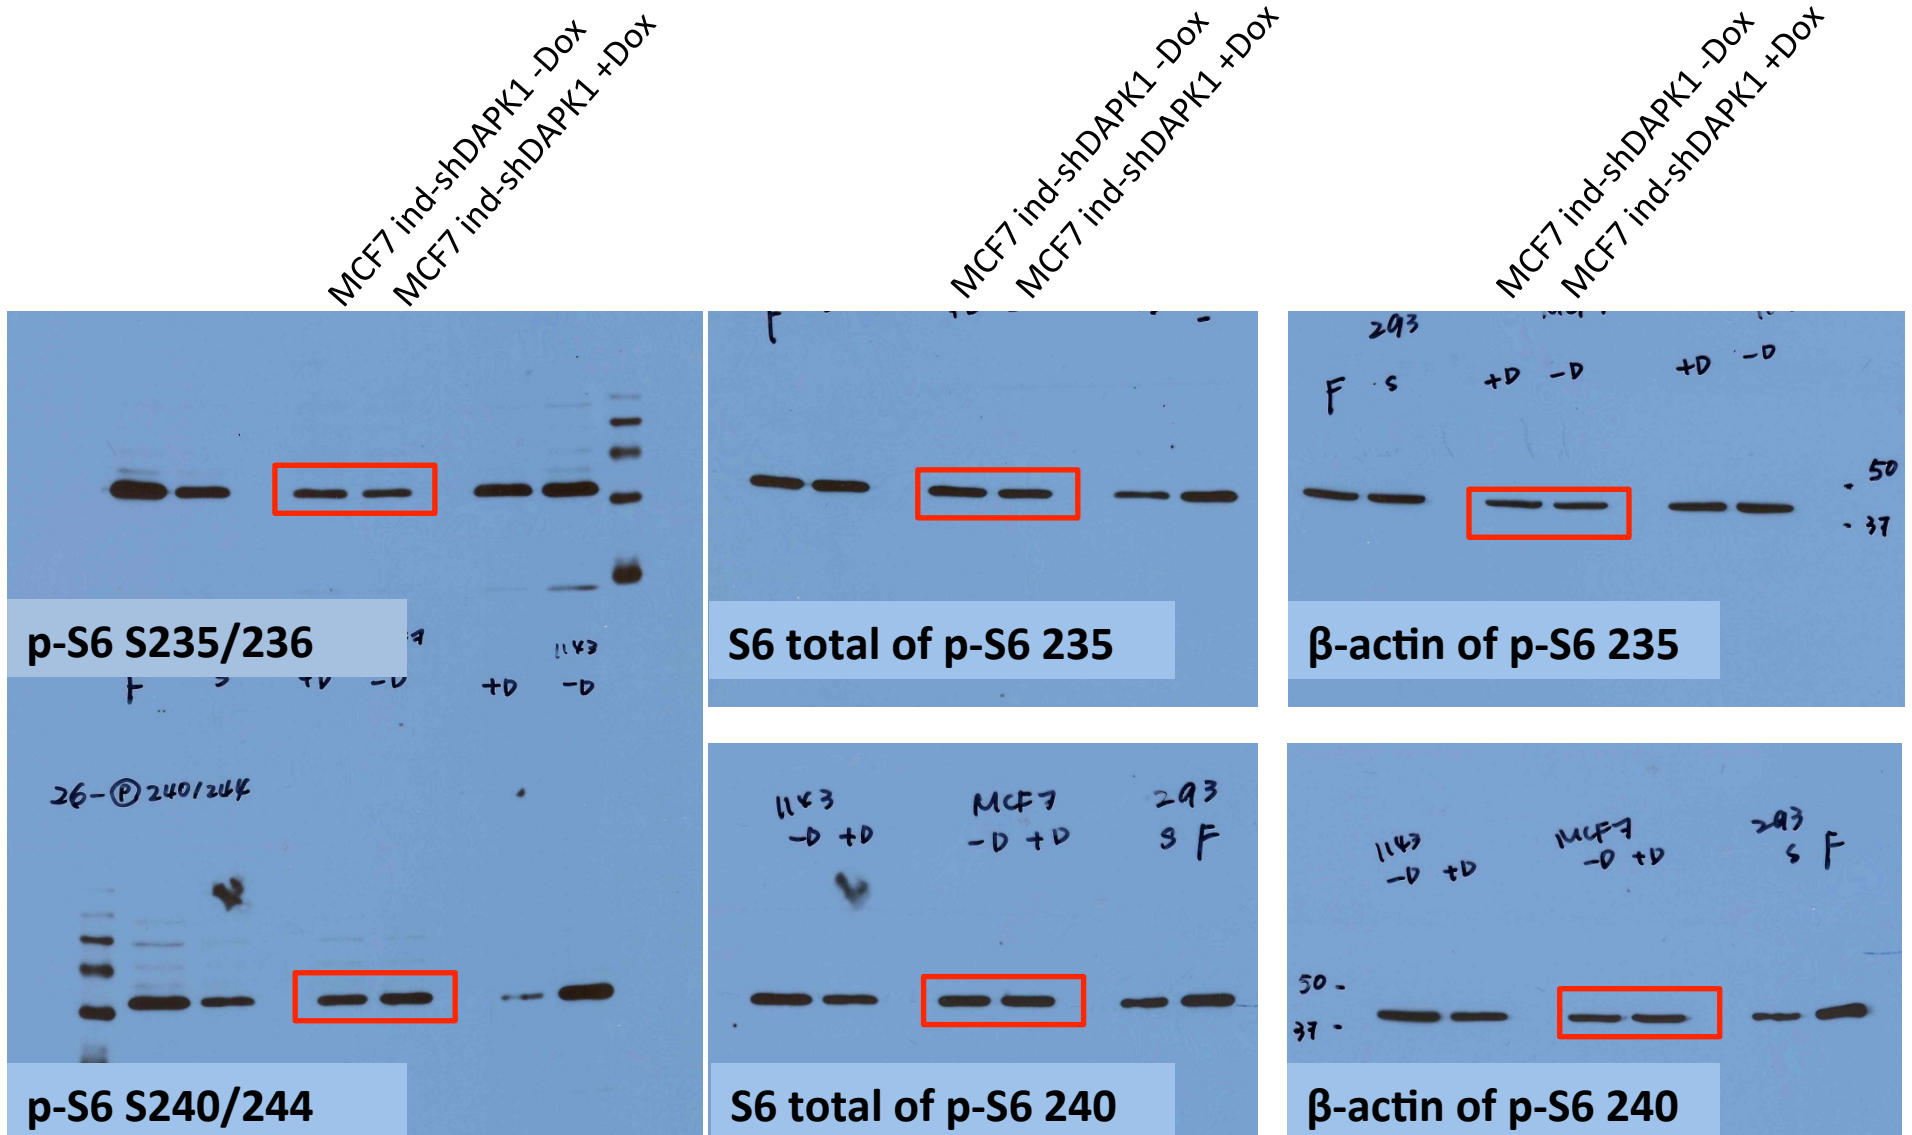 MCF7 ind-shDAPK1 -Dox
MCF7 ind-shDAPK1 +Dox
MCF7 ind-shDAPK1 -Dox
MCF7 ind-shDAPK1 +Dox
MCF7 ind-shDAPK1 -Dox
MCF7 ind-shDAPK1 +Dox
F
293
F S +D -D +D -D
50
37
p-S6 S235/236
S6 total of p-S6 235
β-actin of p-S6 235
1143
F S +D -D +D -D
26-Ⓟ240/244
1143 MCF7 293
-D +D -D +D S F
1143 MCF7 293
-D +D -D +D S F
50 -
37 -
p-S6 S240/244
S6 total of p-S6 240
β-actin of p-S6 240